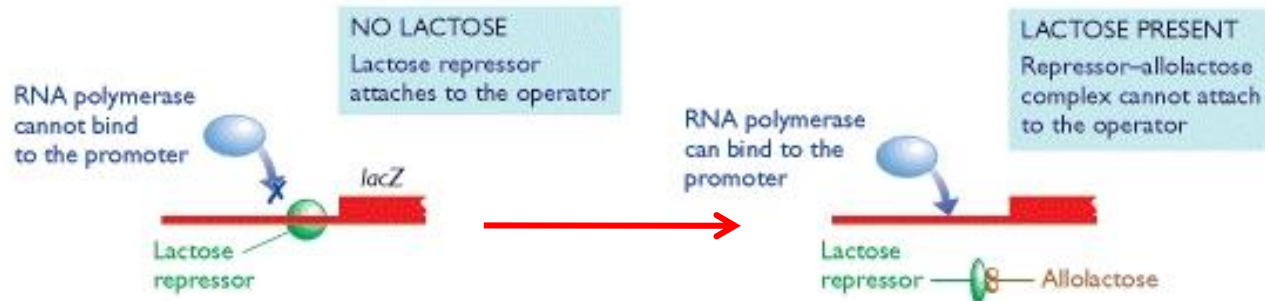 NO LACTOSE
Lactose repressor
attaches to the operator
RNA polymerase
cannot bind
to the promoter
lacZ
Lactose
repressor
LACTOSE PRESENT
Repressor–allolactose
complex cannot attach
to the operator
RNA polymerase
can bind to the
promoter
Lactose
repressor
Allolactose